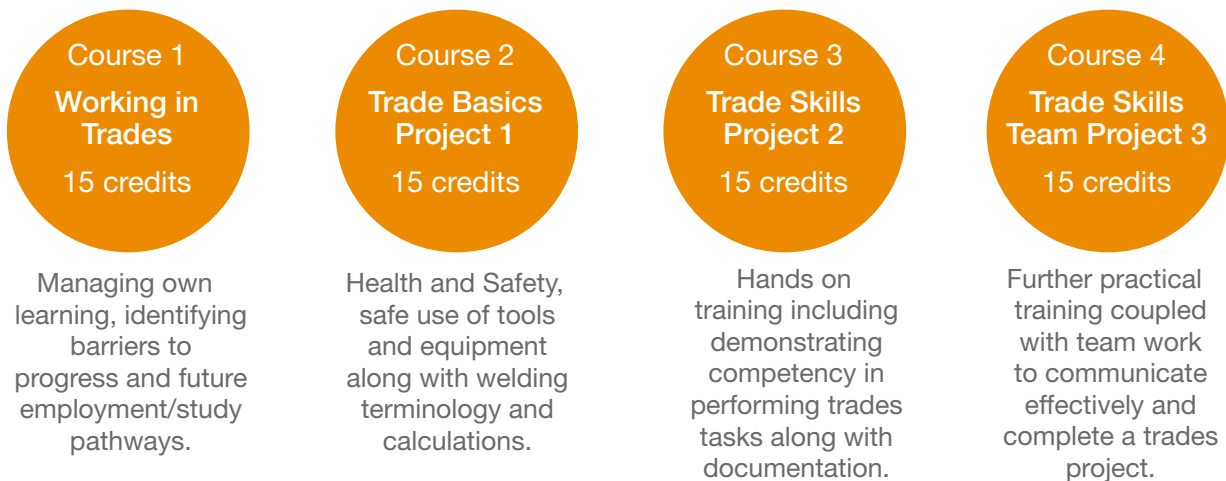 Course 1
Working in
Trades
15 credits
Managing own
learning, identifying
barriers to
progress and future
employment/study
pathways.
Course 2
Trade Basics
Project 1
15 credits
Health and Safety,
safe use of tools
and equipment
along with welding
terminology and
calculations.
Course 3
Trade Skills
Project 2
15 credits
Hands on
training including
demonstrating
competency in
performing trades
tasks along with
documentation.
Course 4
Trade Skills
Team Project 3
15 credits
Further practical
training coupled
with team work
to communicate
effectively and
complete a trades
project.